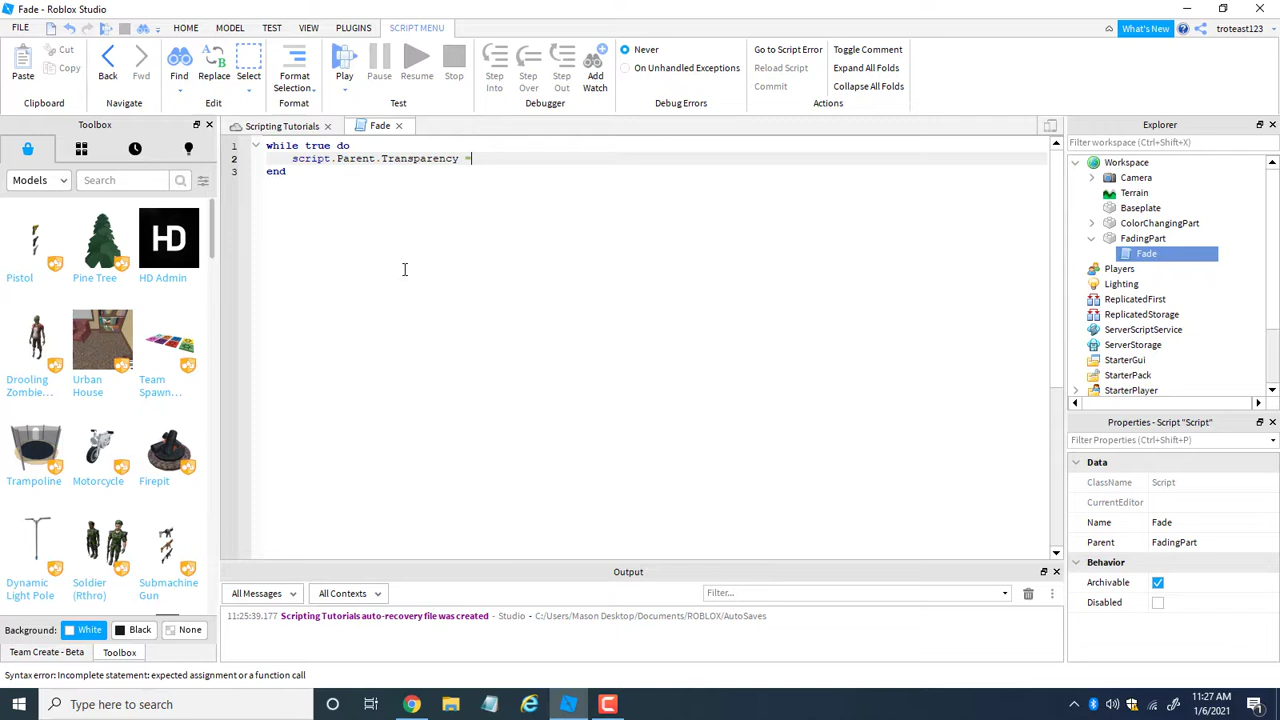 Fade - Roblox Studio
FILE HOME MODEL TEST VIEW PLUGINS SCRIPT MENU What's New troteast123
Paste Cut Copy Back Fwd Find Replace Select Format Selection Play Pause Resume Stop Step Into Step Over Step Out Add Watch Never On Unhandled Exceptions Go to Script Error Reload Script Commit Toggle Comment Expand All Folds Collapse All Folds
Clipboard Navigate Edit Format Test Debugger Debug Errors Actions
Toolbox
Scripting Tutorials Fade
Models Search
Pistol Pine Tree HD Admin
Drooling Zombie... Urban House Team Spawn...
Trampoline Motorcycle Firepit
Dynamic Light Pole Soldier (Rthro) Submachine Gun
Background: White Black None
Team Create - Beta Toolbox
1 while true do
2 script.Parent.Transparency =
3 end
Output
All Messages All Contexts Filter...
11:25:39.177 Scripting Tutorials auto-recovery file was created - Studio - C:/Users/Mason Desktop/Documents/ROBLOX/AutoSaves
Explorer
Filter workspace (Ctrl+Shift+X)
Workspace
Camera
Terrain
Baseplate
ColorChangingPart
FadingPart
Fade
Players
Lighting
ReplicatedFirst
ReplicatedStorage
ServerScriptService
ServerStorage
StarterGui
StarterPack
StarterPlayer
Properties - Script "Script"
Filter Properties (Ctrl+Shift+P)
Data
ClassName Script
CurrentEditor
Name Fade
Parent FadingPart
Behavior
Archivable
Disabled
Syntax error: Incomplete statement: expected assignment or a function call
Type here to search
11:27 AM
1/6/2021